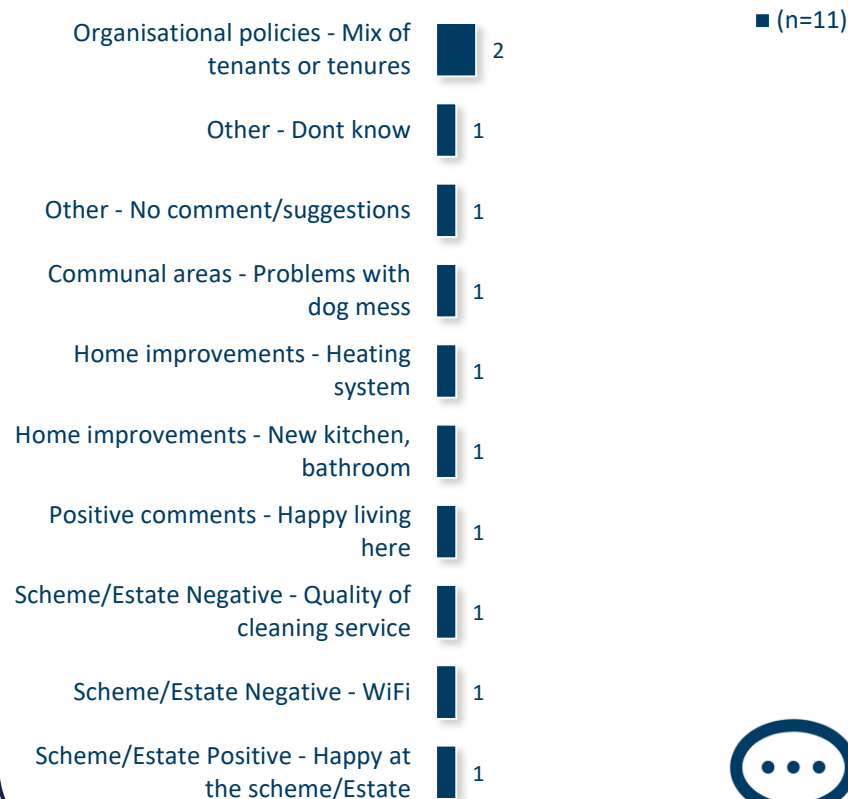 (n=11)
Organisational policies - Mix of
tenants or tenures
2
Other - Dont know
1
Other - No comment/suggestions
1
Communal areas - Problems with
dog mess
1
Home improvements - Heating
system
1
Home improvements - New kitchen,
bathroom
1
Positive comments - Happy living
here
1
Scheme/Estate Negative - Quality of
cleaning service
1
Scheme/Estate Negative - WiFi
1
Scheme/Estate Positive - Happy at
the scheme/Estate
1